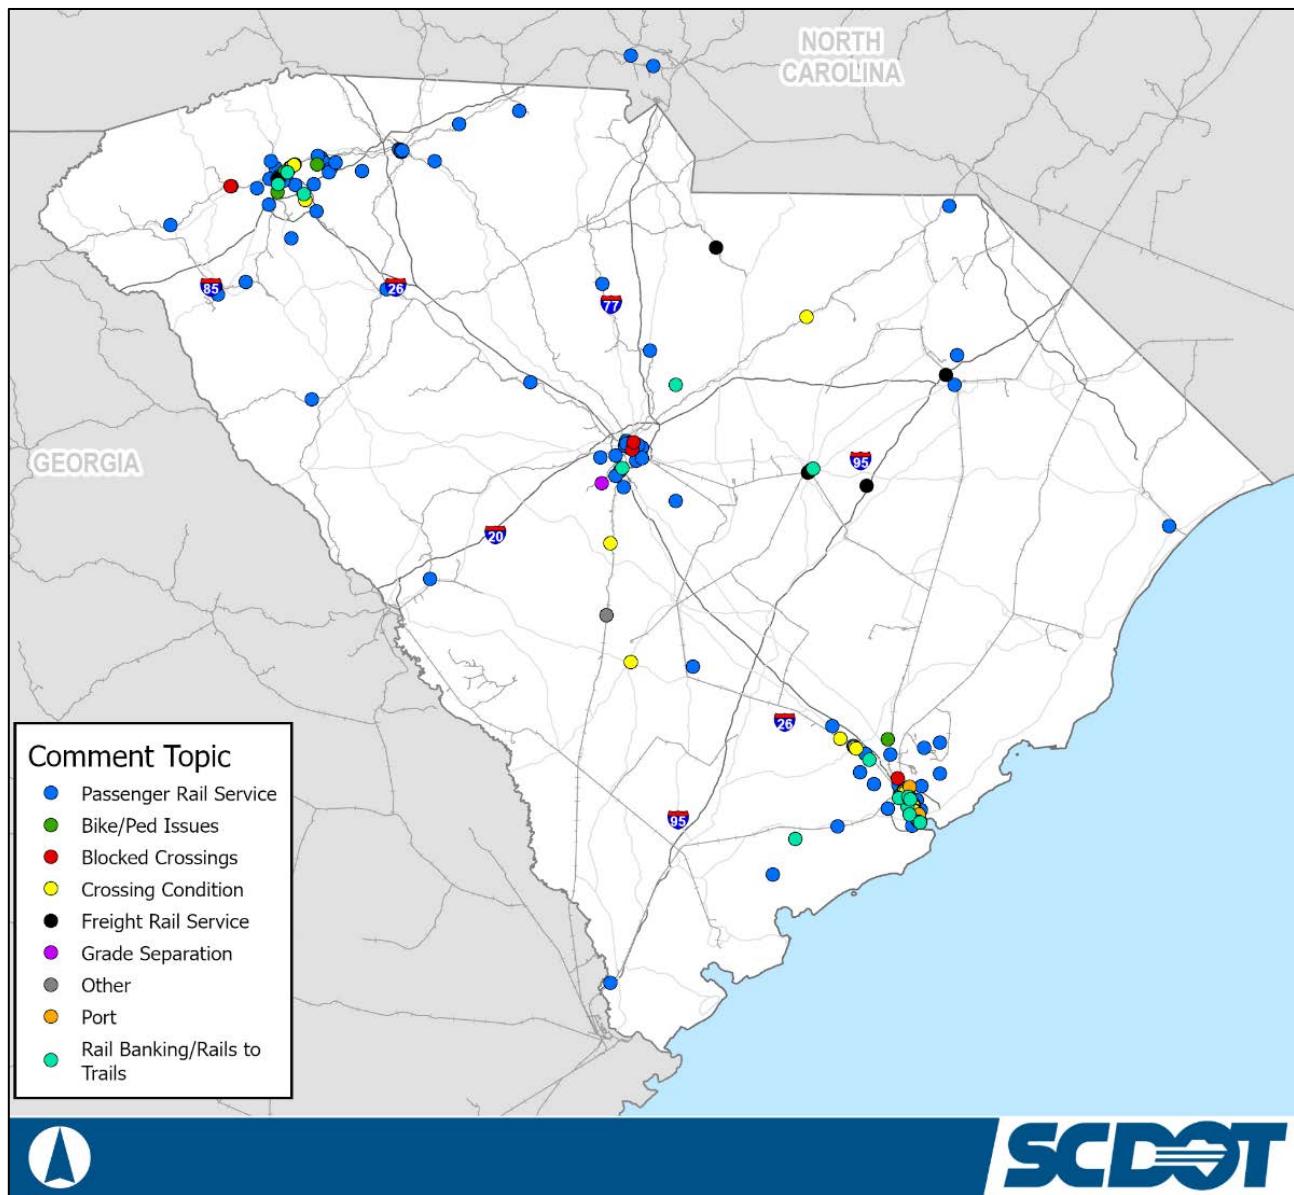 NORTH
CAROLINA
85
26
77
GEORGIA
95
20
26
95
Comment Topic
Passenger Rail Service
Bike/Ped Issues
Blocked Crossings
Crossing Condition
Freight Rail Service
Grade Separation
Other
Port
Rail Banking/Rails to
Trails
SCDOT